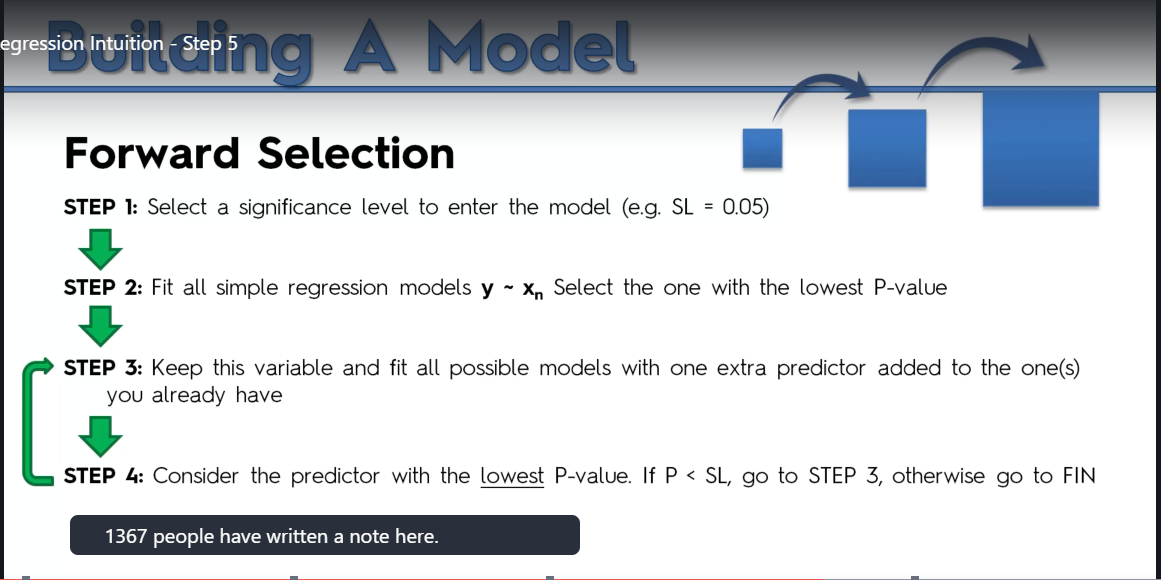 Building A Model
egression Intuition - Step 5
Forward Selection
STEP 1: Select a significance level to enter the model (e.g. SL = 0.05)
STEP 2: Fit all simple regression models y ~ xₙ Select the one with the lowest P-value
STEP 3: Keep this variable and fit all possible models with one extra predictor added to the one(s)
you already have
STEP 4: Consider the predictor with the lowest P-value. If P < SL, go to STEP 3, otherwise go to FIN
1367 people have written a note here.